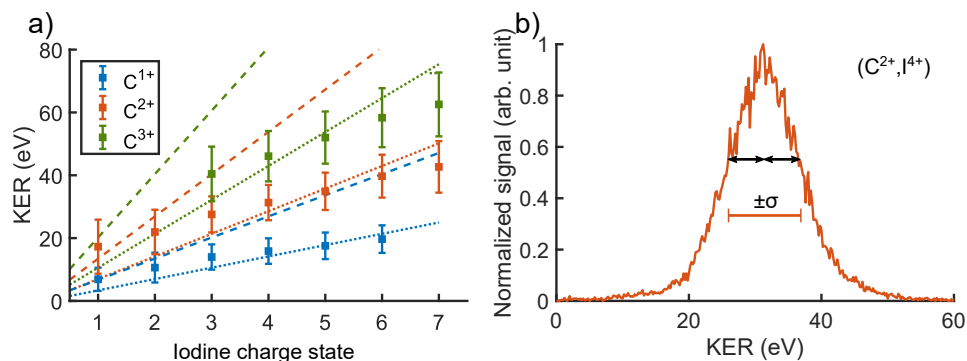 a)
KER (eV)
80
60
40
20
0
C1+
C2+
C3+
1 2 3 4 5 6 7
Iodine charge state
b)
Normalized signal (arb. unit)
1
0.8
0.6
0.4
0.2
0
(C2+,I4+)
±σ
0 20 40 60
KER (eV)